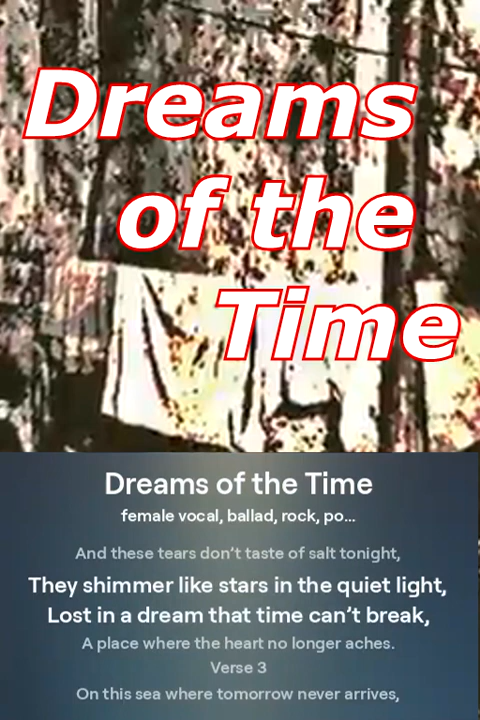 Dreams
of the
Time
Dreams of the Time
female vocal, ballad, rock, po...
And these tears don’t taste of salt tonight,
They shimmer like stars in the quiet light,
Lost in a dream that time can’t break,
A place where the heart no longer aches.
Verse 3
On this sea where tomorrow never arrives,